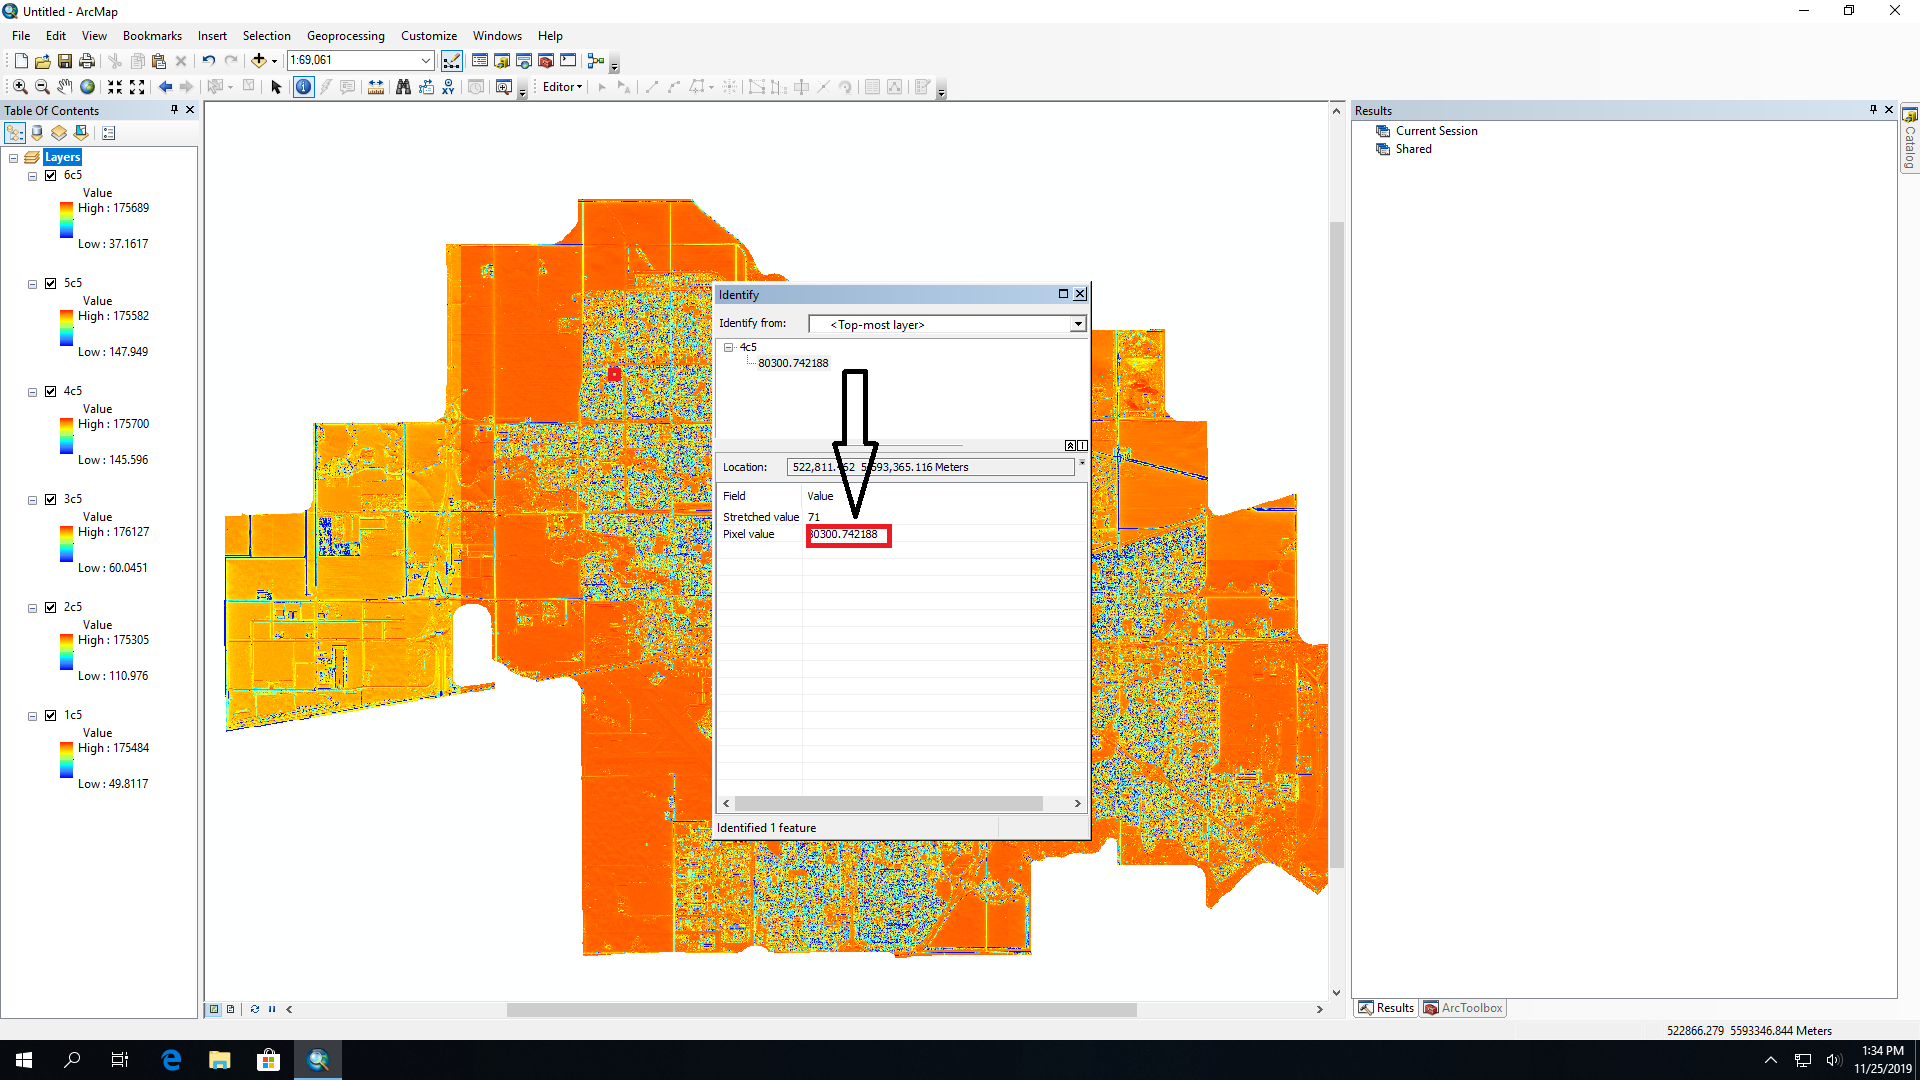 Untitled - ArcMap
File Edit View Bookmarks Insert Selection Geoprocessing Customize Windows Help
1:69,061
Editor
Table Of Contents
Layers
6c5
Value
High : 175689
Low : 37.1617
5c5
Value
High : 175582
Low : 147.949
4c5
Value
High : 175700
Low : 145.596
3c5
Value
High : 176127
Low : 60.0451
2c5
Value
High : 175305
Low : 110.976
1c5
Value
High : 175484
Low : 49.8117
Identify
Identify from: <Top-most layer>
4c5
80300.742188
Location: 522,811. 2 5 593,365.116 Meters
Field Value
Stretched value 71
Pixel value 80300.742188
Identified 1 feature
Results
Current Session
Shared
Catalog
Results ArcToolbox
522866.279 5593346.844 Meters
1:34 PM
11/25/2019